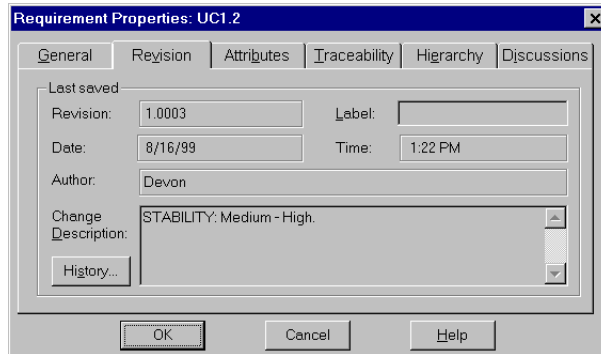 Requirement Properties: UC1.2
General Revision Attributes Traceability Hierarchy Discussions
Last saved
Revision: 1.0003 Label:
Date: 8/16/99 Time: 1:22 PM
Author: Devon
Change Description: STABILITY: Medium - High.
History...
OK Cancel Help